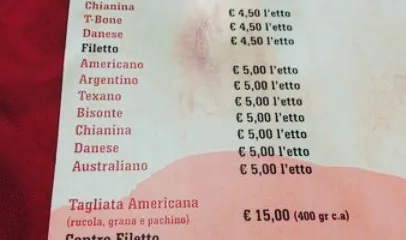 Chianina € 4,50 l'etto
T-Bone € 4,50 l'etto
Danese € 4,50 l'etto
Filetto
Americano € 5,00 l'etto
Argentino € 5,00 l'etto
Texano € 5,00 l'etto
Bisonte € 5,00 l'etto
Chianina € 5,00 l'etto
Danese € 5,00 l'etto
Australiano € 5,00 l'etto
Tagliata Americana
(rucola, grana e pachino) € 15,00 (400 gr c.a)
Contro Filetto